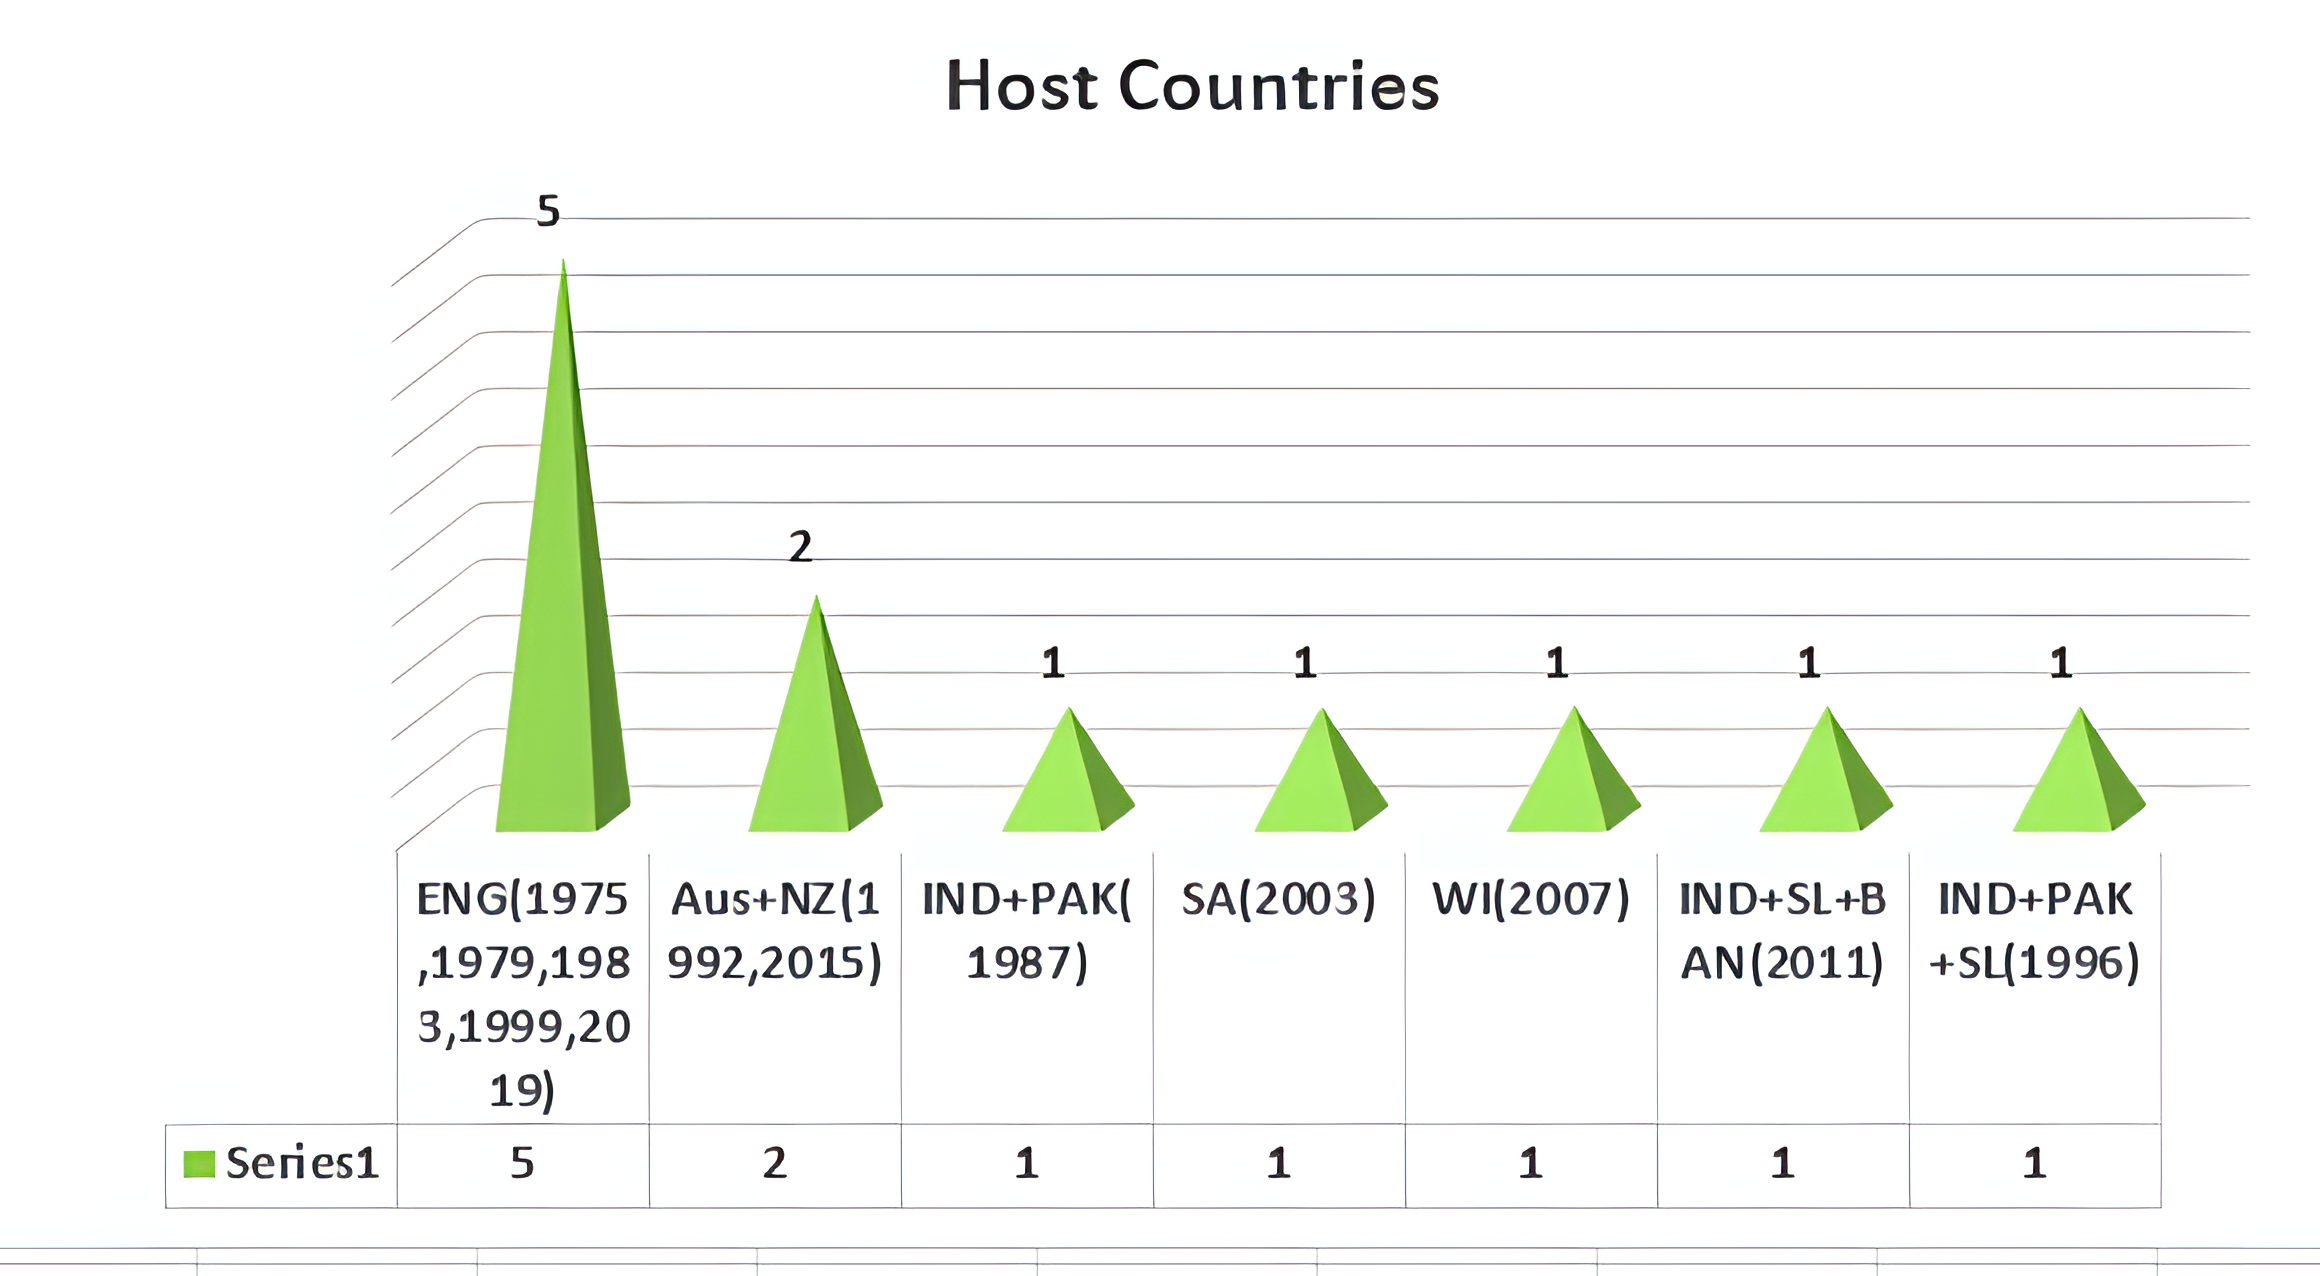 Host Countries
5
2
1
1
1
1
1
ENG(1975
,1979,198
3,1999,20
19)
Aus+NZ(1
992,2015)
IND+PAK(
1987)
SA(2003)
WI(2007)
IND+SL+B
AN(2011)
IND+PAK
+SL(1996)
Series1 5 2 1 1 1 1 1